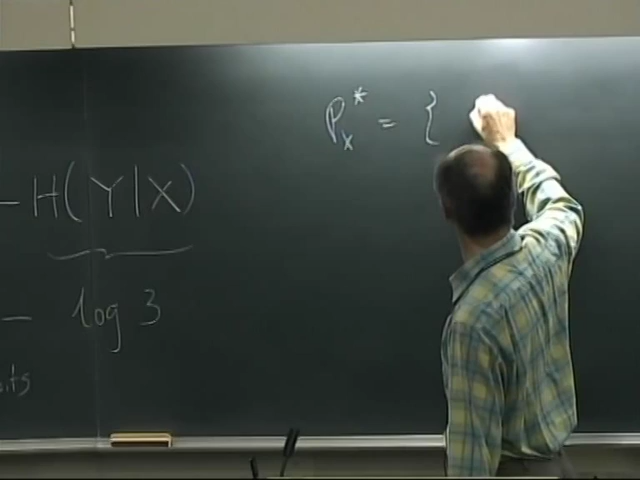 P*x = {
– H(Y|X)
– log 3
its